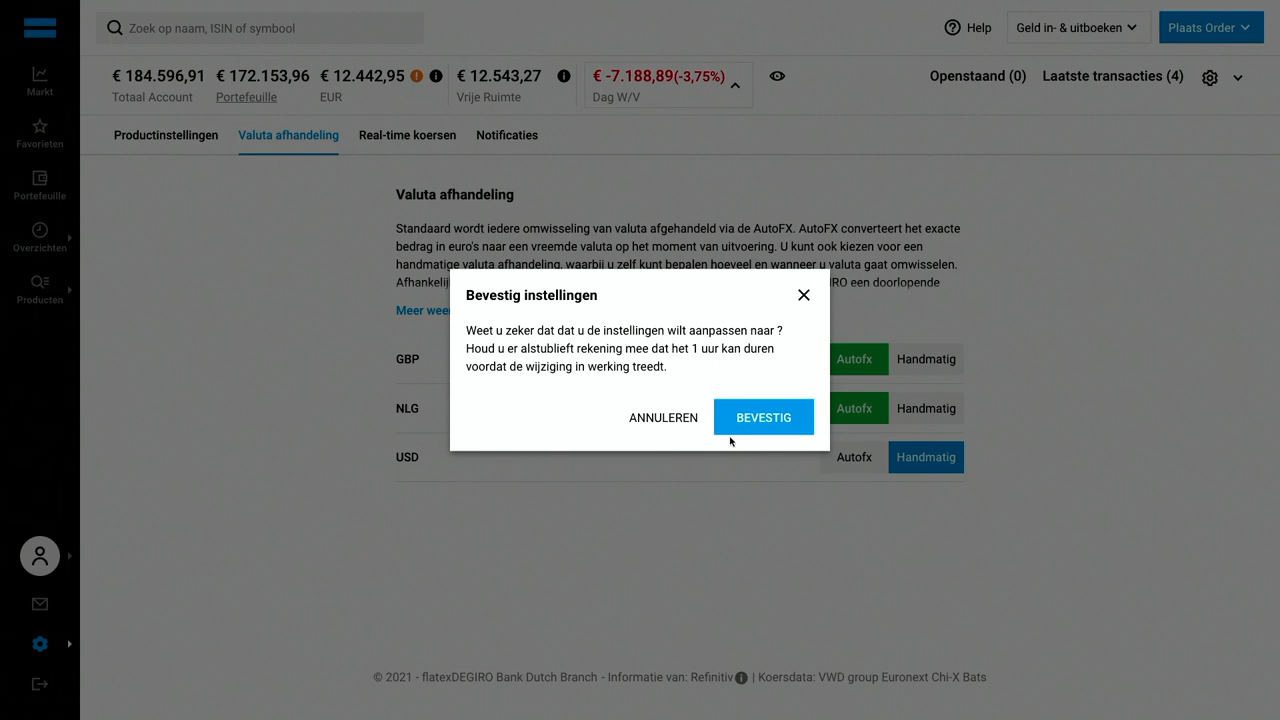 Zoek op naam, ISIN of symbool
Help
Geld in- & uitboeken
Plaats Order
Markt
Favorieten
Portefeuille
Overzichten
Producten
€ 184.596,91
Totaal Account
€ 172.153,96
Portefeuille
€ 12.442,95
EUR
€ 12.543,27
Vrije Ruimte
€ -7.188,89(-3,75%)
Dag W/V
Openstaand (0)
Laatste transacties (4)
Productinstellingen
Valuta afhandeling
Real-time koersen
Notificaties
Valuta afhandeling
Standaard wordt iedere omwisseling van valuta afgehandeld via de AutoFX. AutoFX converteert het exacte
bedrag in euro's naar een vreemde valuta op het moment van uitvoering. U kunt ook kiezen voor een
handmatige valuta afhandeling, waarbij u zelf kunt bepalen hoeveel en wanneer u valuta gaat omwisselen.
een doorlopende
Bevestig instellingen
Weet u zeker dat dat u de instellingen wilt aanpassen naar ?
Houd u er alstublieft rekening mee dat het 1 uur kan duren
voordat de wijziging in werking treedt.
ANNULEREN
BEVESTIG
Meer
GBP
Autofx
Handmatig
NLG
Autofx
Handmatig
USD
Autofx
Handmatig
© 2021 - flatexDEGIRO Bank Dutch Branch - Informatie van: Refinitiv | Koersdata: VWD group Euronext Chi-X Bats